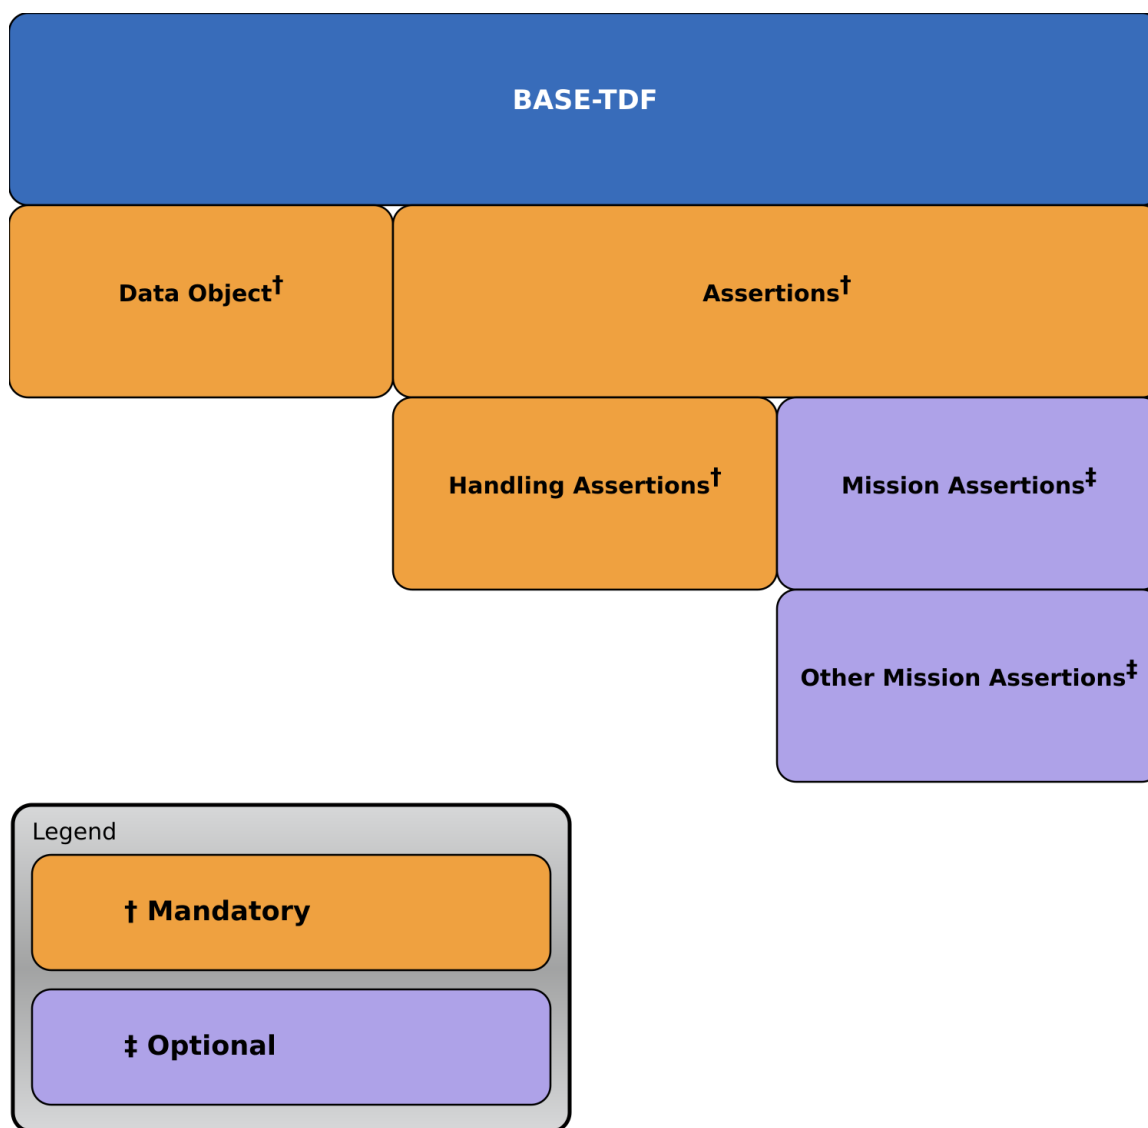 BASE-TDF
Data Object†
Assertions†
Handling Assertions†
Mission Assertions‡
Other Mission Assertions‡
Legend
† Mandatory
‡ Optional